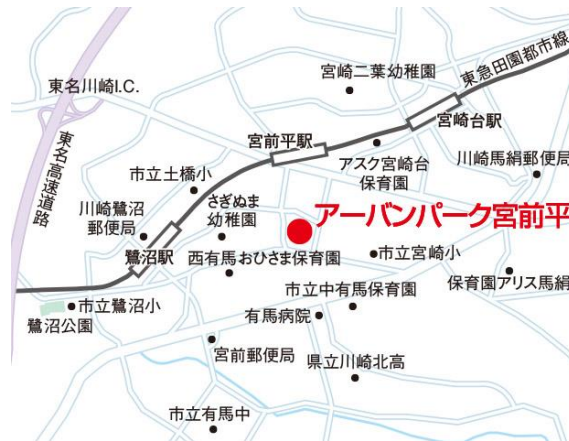 東急田園都市線
東名川崎I.C.
宮崎二葉幼稚園
宮崎台駅
宮前平駅
東名高速道路
アスク宮崎台
保育園
川崎馬絹郵便局
市立土橋小
さぎぬま
幼稚園
川崎鷺沼
郵便局
アーバンパーク宮前平
鷺沼駅
西有馬おひさま保育園
市立宮崎小
保育園アリス馬絹
市立中有馬保育園
市立鷺沼小
鷺沼公園
有馬病院
宮前郵便局
県立川崎北高
市立有馬中